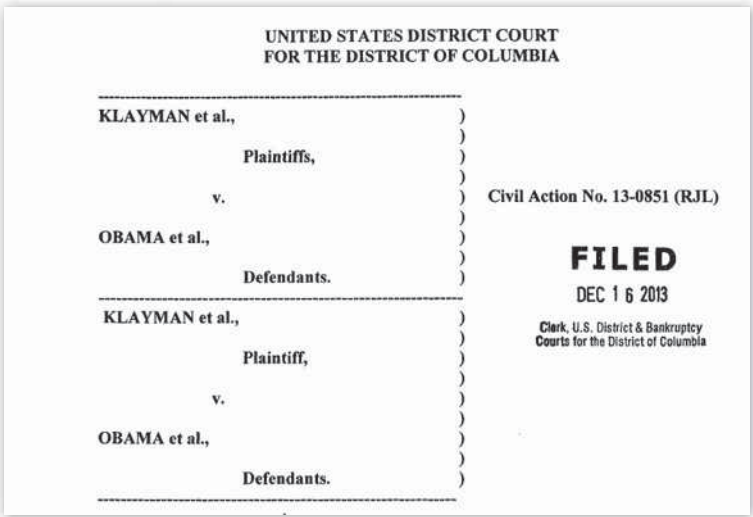 UNITED STATES DISTRICT COURT
FOR THE DISTRICT OF COLUMBIA
KLAYMAN et al.,
Plaintiffs,
v.
OBAMA et al.,
Defendants.
Civil Action No. 13-0851 (RJL)
FILED
DEC 16 2013
Clerk, U.S. District & Bankruptcy
Courts for the District of Columbia
KLAYMAN et al.,
Plaintiff,
v.
OBAMA et al.,
Defendants.